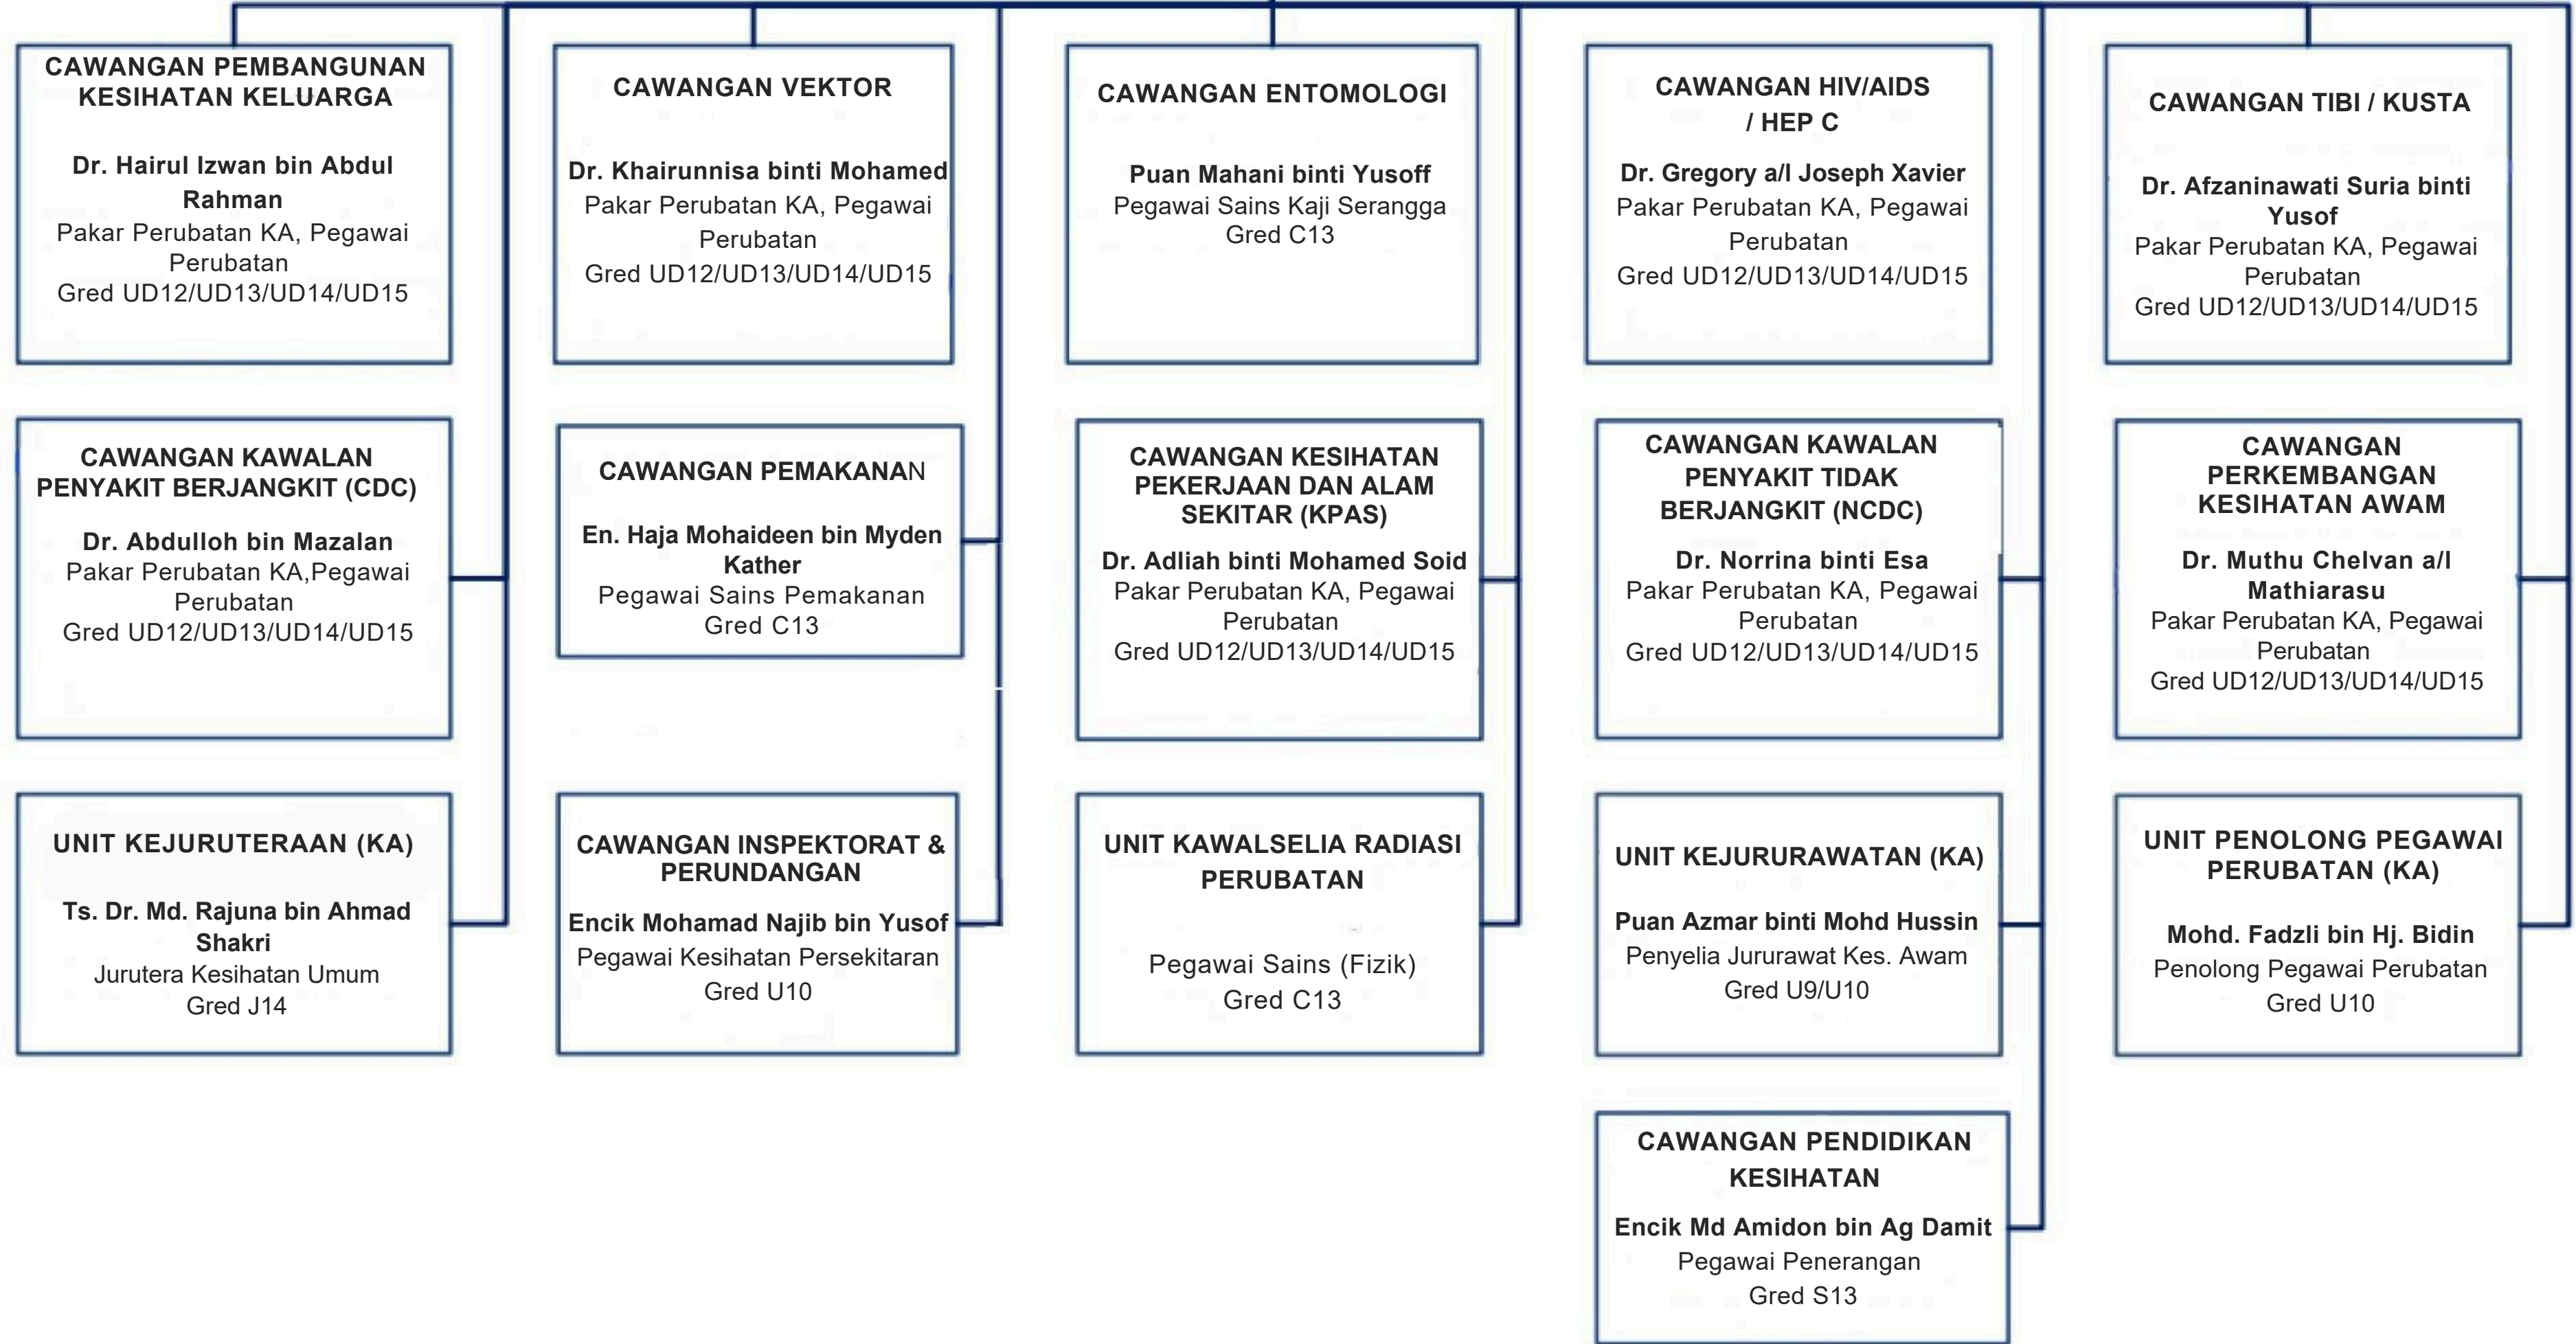 CAWANGAN PEMBANGUNAN
KESIHATAN KELUARGA
Dr. Hairul Izwan bin Abdul
Rahman
Pakar Perubatan KA, Pegawai
Perubatan
Gred UD12/UD13/UD14/UD15
CAWANGAN VEKTOR
Dr. Khairunnisa binti Mohamed
Pakar Perubatan KA, Pegawai
Perubatan
Gred UD12/UD13/UD14/UD15
CAWANGAN ENTOMOLOGI
Puan Mahani binti Yusoff
Pegawai Sains Kaji Serangga
Gred C13
CAWANGAN HIV/AIDS
/ HEP C
Dr. Gregory a/l Joseph Xavier
Pakar Perubatan KA, Pegawai
Perubatan
Gred UD12/UD13/UD14/UD15
CAWANGAN TIBI / KUSTA
Dr. Afzaninawati Suria binti
Yusof
Pakar Perubatan KA, Pegawai
Perubatan
Gred UD12/UD13/UD14/UD15
CAWANGAN KAWALAN
PENYAKIT BERJANGKIT (CDC)
Dr. Abdulloh bin Mazalan
Pakar Perubatan KA,Pegawai
Perubatan
Gred UD12/UD13/UD14/UD15
CAWANGAN PEMAKANAN
En. Haja Mohaideen bin Myden
Kather
Pegawai Sains Pemakanan
Gred C13
CAWANGAN KESIHATAN
PEKERJAAN DAN ALAM
SEKITAR (KPAS)
Dr. Adliah binti Mohamed Soid
Pakar Perubatan KA, Pegawai
Perubatan
Gred UD12/UD13/UD14/UD15
CAWANGAN KAWALAN
PENYAKIT TIDAK
BERJANGKIT (NCDC)
Dr. Norrina binti Esa
Pakar Perubatan KA, Pegawai
Perubatan
Gred UD12/UD13/UD14/UD15
CAWANGAN
PERKEMBANGAN
KESIHATAN AWAM
Dr. Muthu Chelvan a/l
Mathiarasu
Pakar Perubatan KA, Pegawai
Perubatan
Gred UD12/UD13/UD14/UD15
UNIT KEJURUTERAAN (KA)
Ts. Dr. Md. Rajuna bin Ahmad
Shakri
Jurutera Kesihatan Umum
Gred J14
CAWANGAN INSPEKTORAT &
PERUNDANGAN
Encik Mohamad Najib bin Yusof
Pegawai Kesihatan Persekitaran
Gred U10
UNIT KAWALSELIA RADIASI
PERUBATAN
Pegawai Sains (Fizik)
Gred C13
UNIT KEJURURAWATAN (KA)
Puan Azmar binti Mohd Hussin
Penyelia Jururawat Kes. Awam
Gred U9/U10
UNIT PENOLONG PEGAWAI
PERUBATAN (KA)
Mohd. Fadzli bin Hj. Bidin
Penolong Pegawai Perubatan
Gred U10
CAWANGAN PENDIDIKAN
KESIHATAN
Encik Md Amidon bin Ag Damit
Pegawai Penerangan
Gred S13